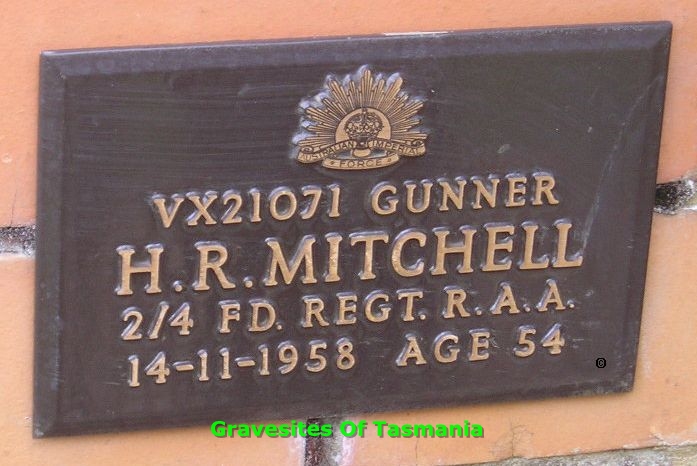 AUSTRALIAN IMPERIAL
FORCE
VX21071 GUNNER
H.R.MITCHELL
2/4 FD. REGT. R.A.A.
14-11-1958 AGE 54
©
Gravesites Of Tasmania